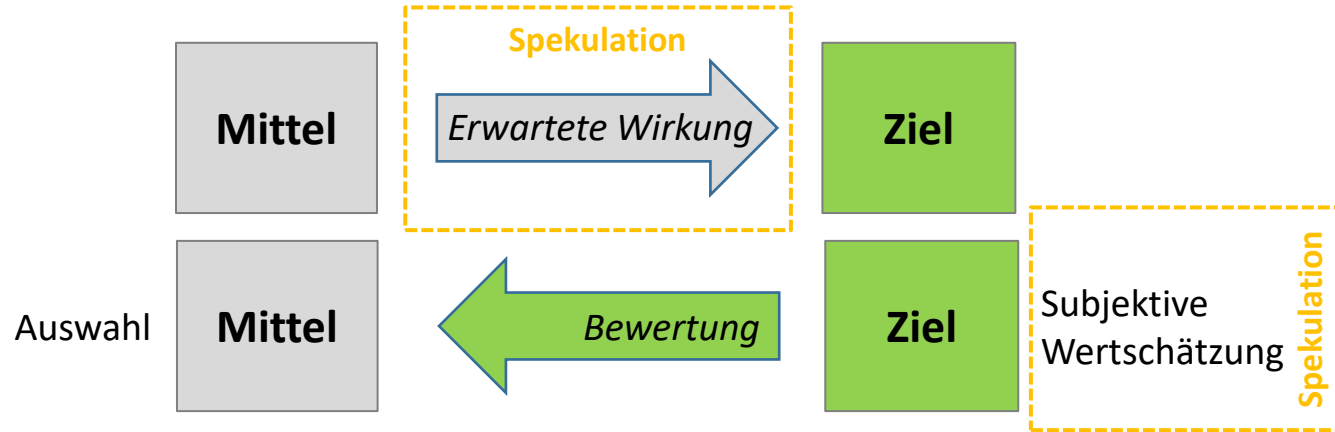 Spekulation
Mittel
Erwartete Wirkung
Ziel
Auswahl
Mittel
Bewertung
Ziel
Subjektive
Wertschätzung
Spekulation